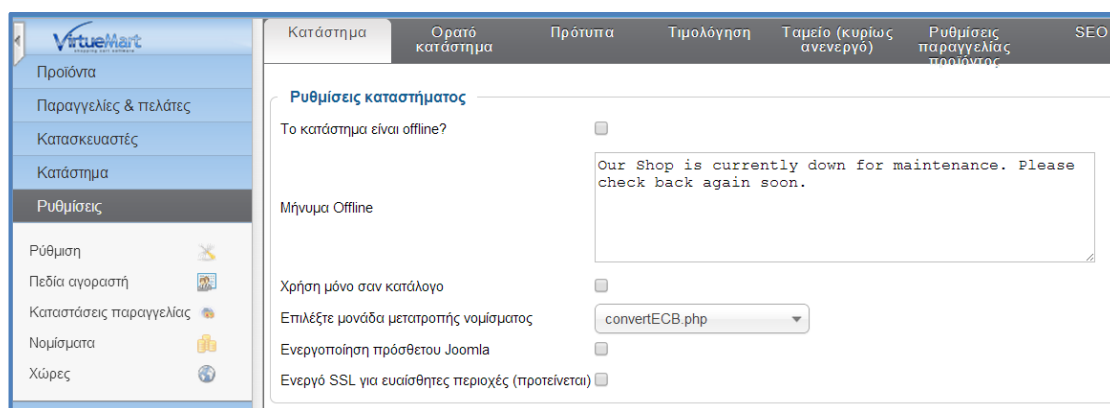 VirtueMart
Προϊόντα
Παραγγελίες & πελάτες
Κατασκευαστές
Κατάστημα
Ρυθμίσεις
Ρύθμιση
Πεδία αγοραστή
Καταστάσεις παραγγελίας
Νομίσματα
Χώρες
Κατάστημα
Ορατό
κατάστημα
Πρότυπα
Τιμολόγηση
Ταμείο (κυρίως
ανενεργό)
Ρυθμίσεις
παραγγελίας
προϊόντος
SEO
Ρυθμίσεις καταστήματος
Το κατάστημα είναι offline?
Μήνυμα Offline
Our Shop is currently down for maintenance. Please
check back again soon.
Χρήση μόνο σαν κατάλογο
Επιλέξτε μονάδα μετατροπής νομίσματος
convertECB.php
Ενεργοποίηση πρόσθετου Joomla
Ενεργό SSL για ευαίσθητες περιοχές (προτείνεται)